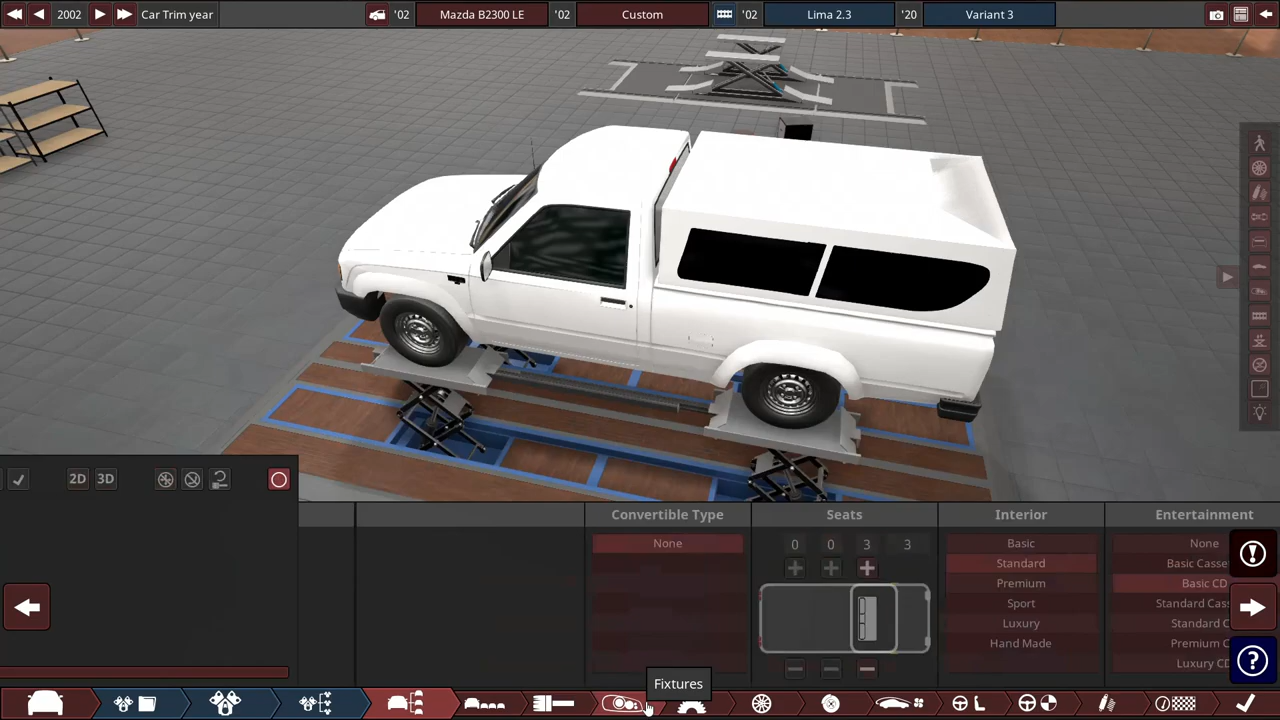 2002 Car Trim year '02 Mazda B2300 LE '02 Custom '02 Lima 2.3 '20 Variant 3
2D 3D
Convertible Type Seats Interior Entertainment
None 0 0 3 3 Basic None
Standard Basic Casse
Premium Basic CD
Sport Standard Cass
Luxury Standard C
Hand Made Premium C
Luxury CD
Fixtures